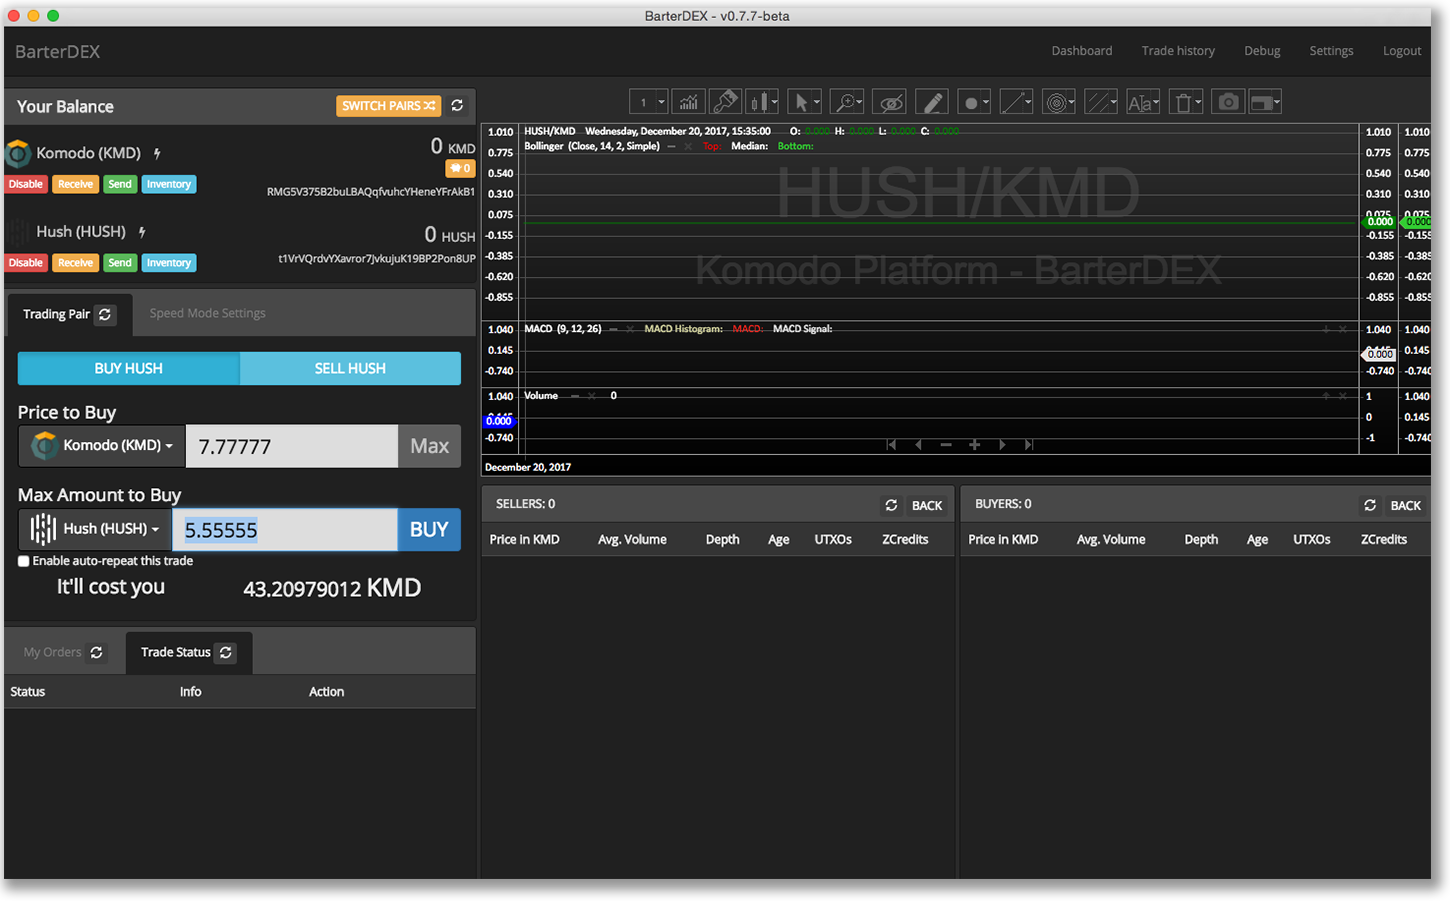 BarterDEX - v0.7.7-beta
BarterDEX
Dashboard Trade history Debug Settings Logout
Your Balance SWITCH PAIRS
Komodo (KMD) 0 KMD
0
Disable Receive Send Inventory RMG5V375B2buLBAQqfvuhcYHeneYFrAkB1
Hush (HUSH) 0 HUSH
Disable Receive Send Inventory t1VrVQrdvYXavror7jvkujuK19BP2Pon8UP
Trading Pair Speed Mode Settings
BUY HUSH SELL HUSH
Price to Buy
Komodo (KMD) 7.77777 Max
Max Amount to Buy
Hush (HUSH) 5.55555 BUY
Enable auto-repeat this trade
It'll cost you 43.20979012 KMD
My Orders Trade Status
Status Info Action
1 Aa
1.010 HUSH/KMD Wednesday, December 20, 2017, 15:35:00 O: 0.000 H: 0.000 L: 0.000 C: 0.000 1.010 1.010
Bollinger (Close, 14, 2, Simple) Top: Median: Bottom:
0.775 0.775 0.775
0.540 0.540 0.540
HUSH/KMD
0.310 0.310 0.310
0.075 0.075 0.075
0.000 0.000
-0.155 -0.155 -0.155
-0.385 -0.385 -0.385
Komodo Platform - BarterDEX
-0.620 -0.620 -0.620
-0.855 -0.855 -0.855
1.040 MACD (9, 12, 26) MACD Histogram: MACD: MACD Signal: 1.040 1.040
0.145 0.145 0.145
0.000
-0.740 -0.740 -0.740
1.040 Volume 0 1 1.040
0.145 0 0.145
0.000
-0.740 -1 -0.740
December 20, 2017
SELLERS: 0 BACK
Price in KMD Avg. Volume Depth Age UTXOs ZCredits
BUYERS: 0 BACK
Price in KMD Avg. Volume Depth Age UTXOs ZCredits